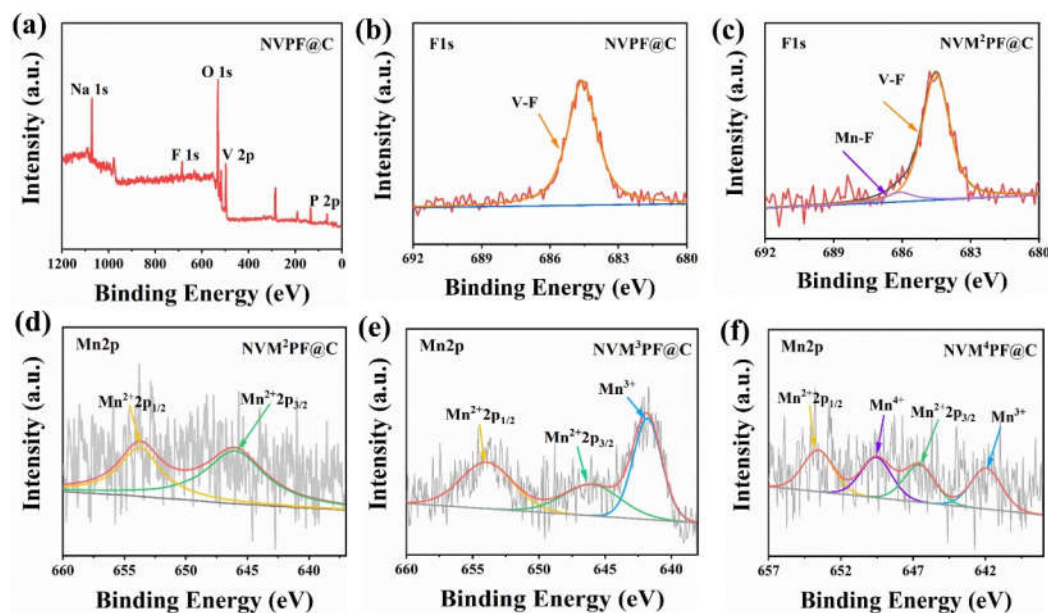 (a)
NVPF@C
O 1s
Na 1s
F 1s
V 2p
P 2p
Intensity (a.u.)
1200 1000 800 600 400 200 0
Binding Energy (eV)
(b)
F1s
NVPF@C
V-F
Intensity (a.u.)
692 689 686 683 680
Binding Energy (eV)
(c)
F1s
NVM²PF@C
V-F
Mn-F
Intensity (a.u.)
692 689 686 683 680
Binding Energy (eV)
(d)
Mn2p
NVM²PF@C
Mn²⁺2p₁/₂
Mn²⁺2p₃/₂
Intensity (a.u.)
660 655 650 645 640
Binding Energy (eV)
(e)
Mn2p
NVM³PF@C
Mn³⁺
Mn²⁺2p₁/₂
Mn²⁺2p₃/₂
Intensity (a.u.)
660 654 648 642
Binding Energy (eV)
(f)
Mn2p
NVM⁴PF@C
Mn²⁺2p₁/₂
Mn⁴⁺
Mn²⁺2p₃/₂
Mn³⁺
Intensity (a.u.)
657 652 647 642
Binding Energy (eV)